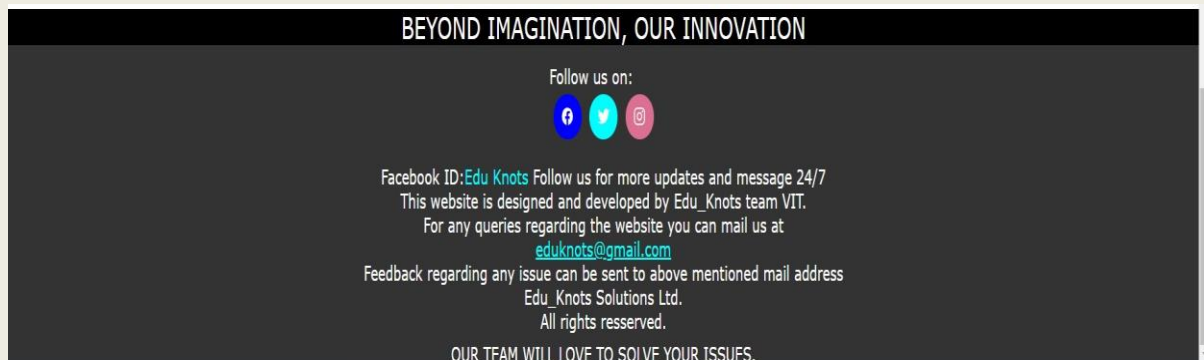 BEYOND IMAGINATION, OUR INNOVATION
Follow us on:
Facebook ID:Edu Knots Follow us for more updates and message 24/7
This website is designed and developed by Edu_Knots team VIT.
For any queries regarding the website you can mail us at
eduknots@gmail.com
Feedback regarding any issue can be sent to above mentioned mail address
Edu_Knots Solutions Ltd.
All rights resserved.
OUR TEAM WILL LOVE TO SOLVE YOUR ISSUES.